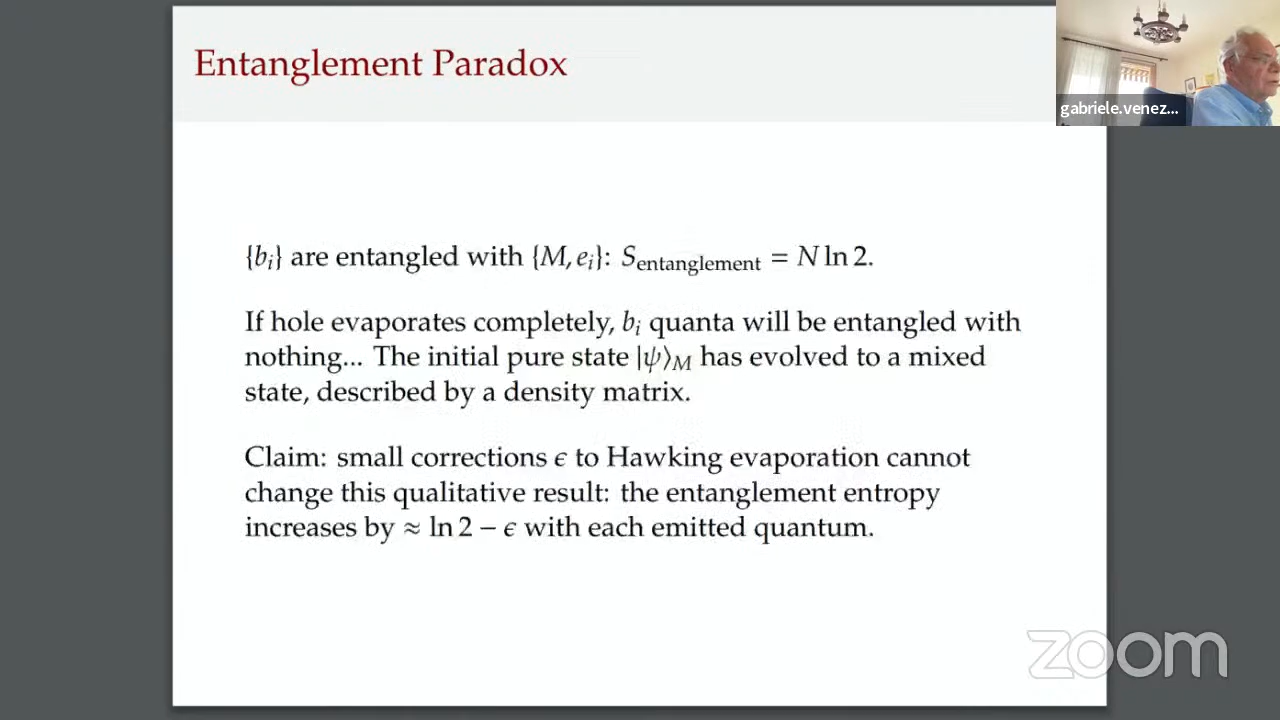 Entanglement Paradox
gabriele.venez...
{bᵢ} are entangled with {M, eᵢ}: S_entanglement = N ln 2.
If hole evaporates completely, bᵢ quanta will be entangled with
nothing... The initial pure state |ψ⟩_M has evolved to a mixed
state, described by a density matrix.
Claim: small corrections ϵ to Hawking evaporation cannot
change this qualitative result: the entanglement entropy
increases by ≈ ln 2 − ϵ with each emitted quantum.
zoom